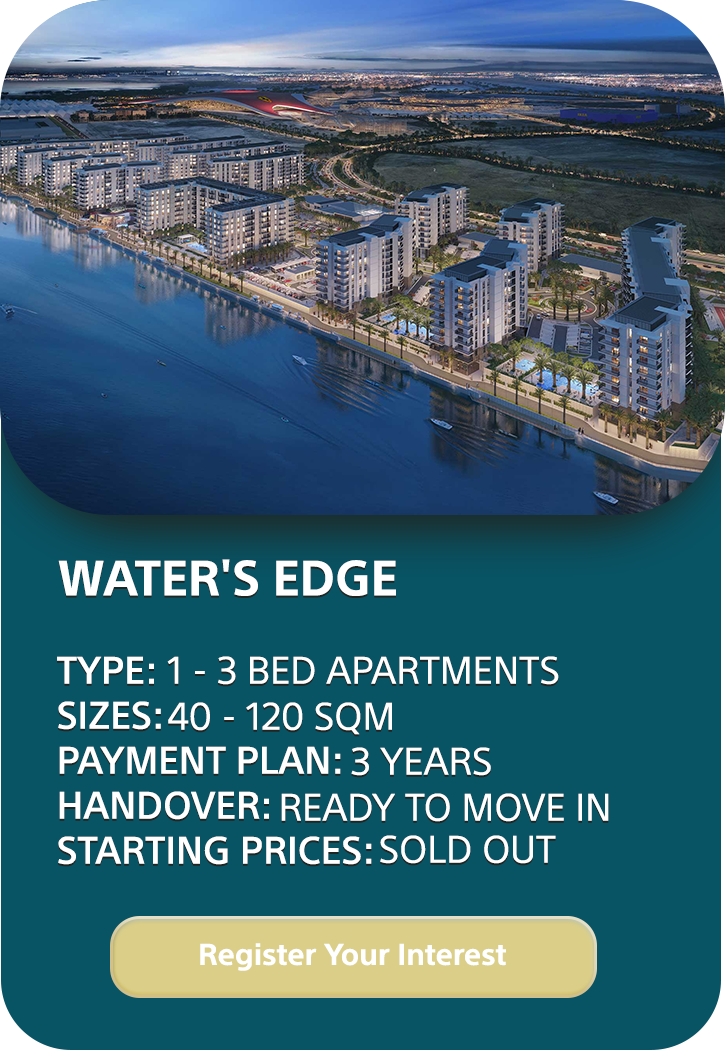 WATER'S EDGE
TYPE: 1 - 3 BED APARTMENTS
SIZES: 40 - 120 SQM
PAYMENT PLAN: 3 YEARS
HANDOVER: READY TO MOVE IN
STARTING PRICES: SOLD OUT
Register Your Interest